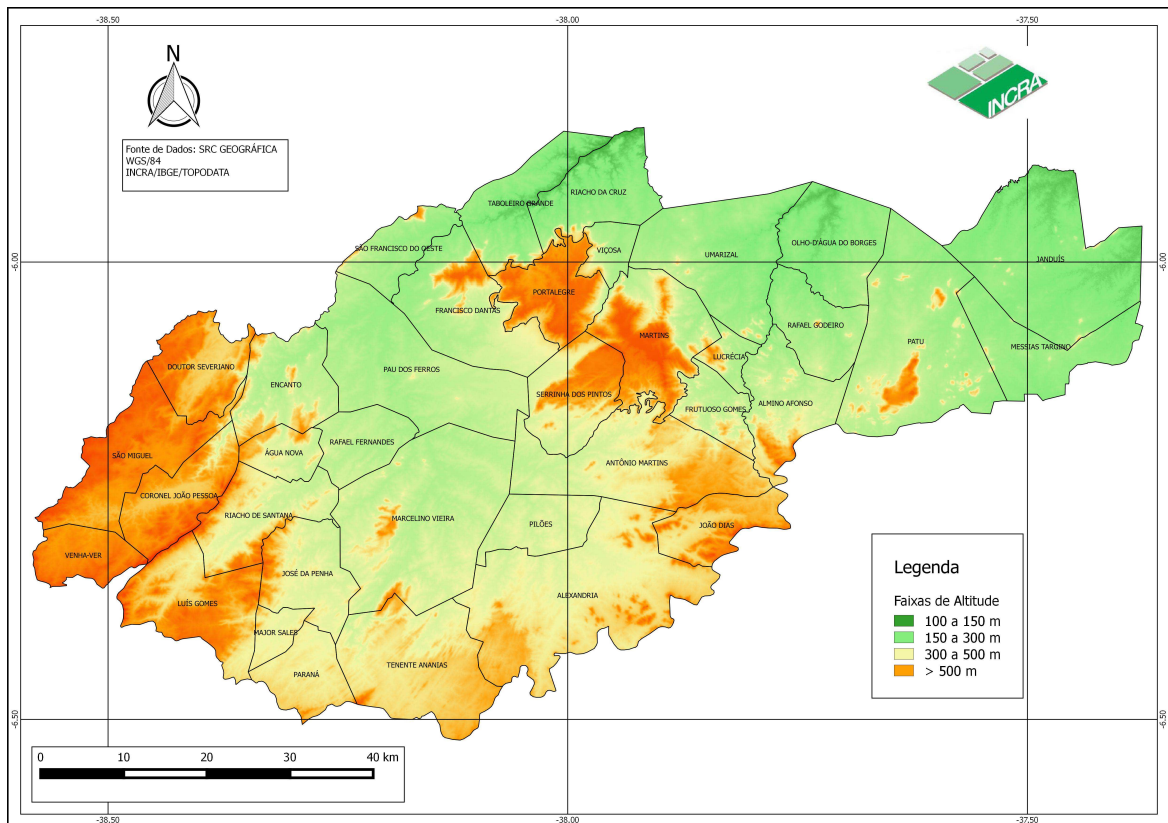 -38.50
-38.00
-37.50
N
INCRA
Fonte de Dados: SRC GEOGRÁFICA
WGS/84
INCRA/IBGE/TOPODATA
RIACHO DA CRUZ
TABOLEIRO GRANDE
SÃO FRANCISCO DO OESTE
VIÇOSA
OLHO-D'ÁGUA DO BORGES
UMARIZAL
JANDUÍS
-6.00
-6.00
PORTALEGRE
FRANCISCO DANTAS
RAFAEL GODEIRO
MARTINS
PATU
MESSIAS TARGINO
LUCRÉCIA
DOUTOR SEVERIANO
PAU DOS FERROS
ENCANTO
SERRINHA DOS PINTOS
ALMINO AFONSO
FRUTUOSO GOMES
RAFAEL FERNANDES
ÁGUA NOVA
SÃO MIGUEL
ANTÔNIO MARTINS
CORONEL JOÃO PESSOA
RIACHO DE SANTANA
MARCELINO VIEIRA
PILÕES
JOÃO DIAS
VENHA-VER
JOSÉ DA PENHA
ALEXANDRIA
LUÍS GOMES
MAJOR SALES
TENENTE ANANIAS
PARANÁ
Legenda
Faixas de Altitude
100 a 150 m
150 a 300 m
300 a 500 m
> 500 m
-6.50
-6.50
0 10 20 30 40 km
-38.50
-38.00
-37.50